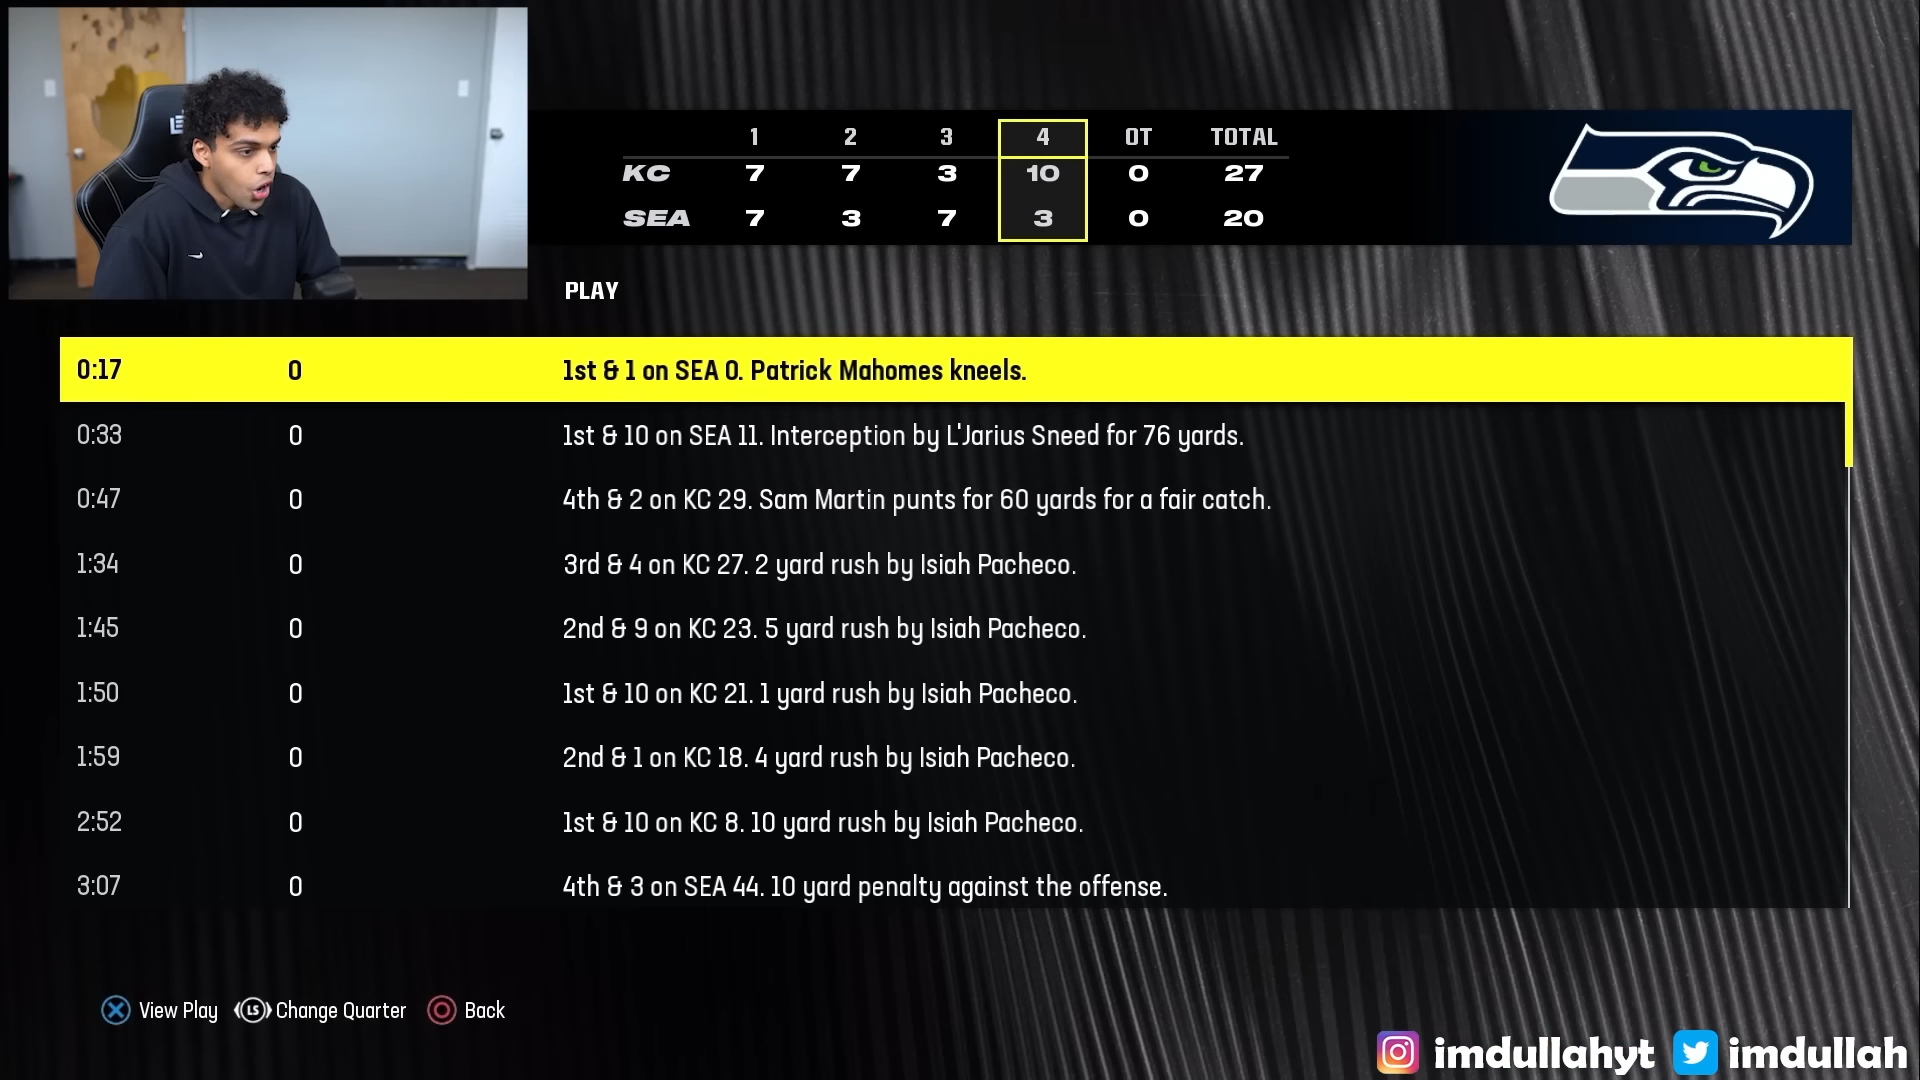 1 2 3 4 OT TOTAL
KC 7 7 3 10 0 27
SEA 7 3 7 3 0 20
PLAY
0:17 0 1st & 1 on SEA 0. Patrick Mahomes kneels.
0:33 0 1st & 10 on SEA 11. Interception by L'Jarius Sneed for 76 yards.
0:47 0 4th & 2 on KC 29. Sam Martin punts for 60 yards for a fair catch.
1:34 0 3rd & 4 on KC 27. 2 yard rush by Isiah Pacheco.
1:45 0 2nd & 9 on KC 23. 5 yard rush by Isiah Pacheco.
1:50 0 1st & 10 on KC 21. 1 yard rush by Isiah Pacheco.
1:59 0 2nd & 1 on KC 18. 4 yard rush by Isiah Pacheco.
2:52 0 1st & 10 on KC 8. 10 yard rush by Isiah Pacheco.
3:07 0 4th & 3 on SEA 44. 10 yard penalty against the offense.
View Play LS Change Quarter Back
imdullahyt imdullah